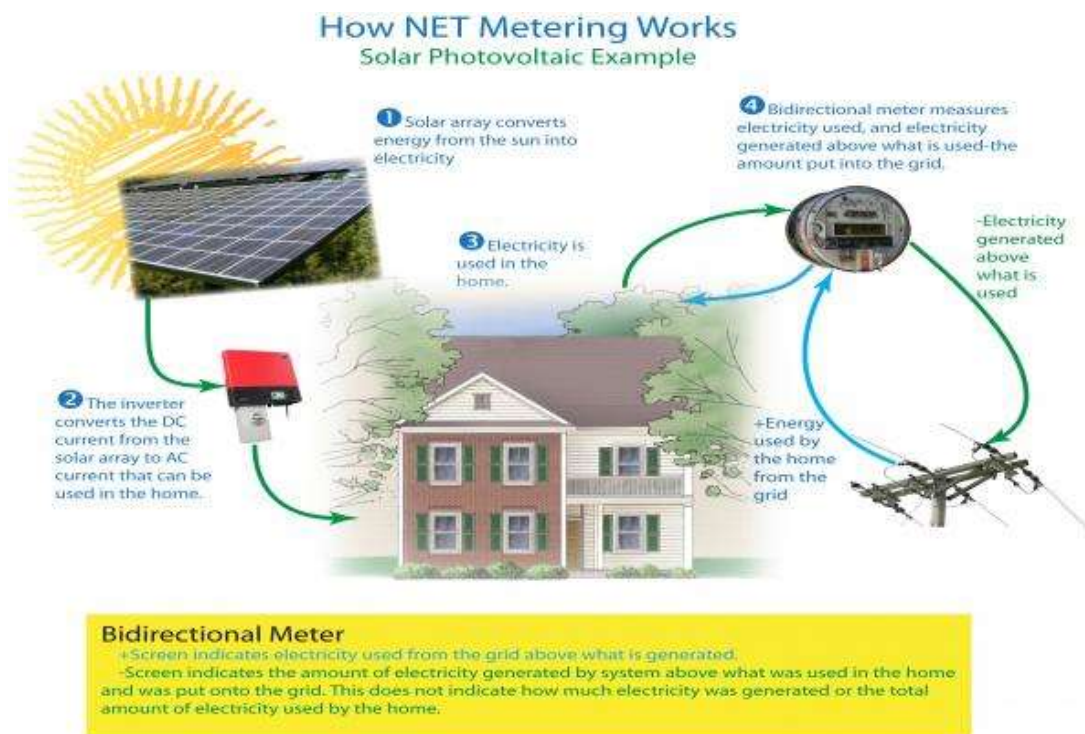 How NET Metering Works
Solar Photovoltaic Example
1 Solar array converts
energy from the sun into
electricity
2 The inverter
converts the DC
current from the
solar array to AC
current that can be
used in the home.
3 Electricity is
used in the
home.
4 Bidirectional meter measures
electricity used, and electricity
generated above what is used-the
amount put into the grid.
-Electricity
generated
above
what is
used
+Energy
used by
the home
from the
grid
Bidirectional Meter
+Screen indicates electricity used from the grid above what is generated.
-Screen indicates the amount of electricity generated by system above what was used in the home
and was put onto the grid. This does not indicate how much electricity was generated or the total
amount of electricity used by the home.